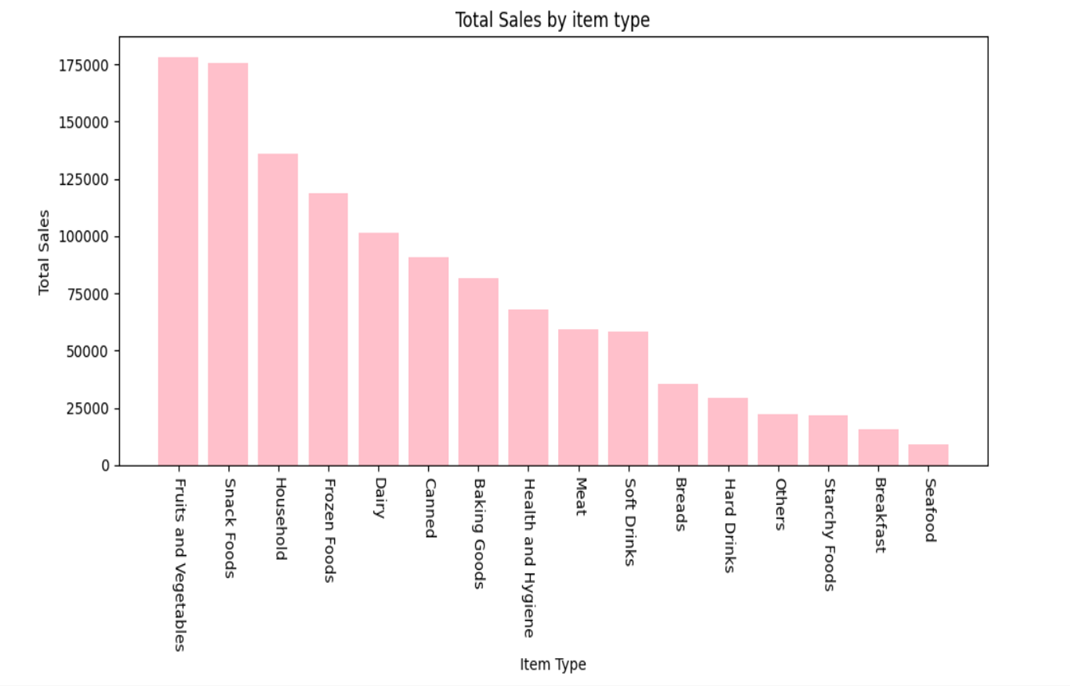 Total Sales by item type
Total Sales
175000
150000
125000
100000
75000
50000
25000
0
Fruits and Vegetables
Snack Foods
Household
Frozen Foods
Dairy
Canned
Baking Goods
Health and Hygiene
Meat
Soft Drinks
Breads
Hard Drinks
Others
Starchy Foods
Breakfast
Seafood
Item Type